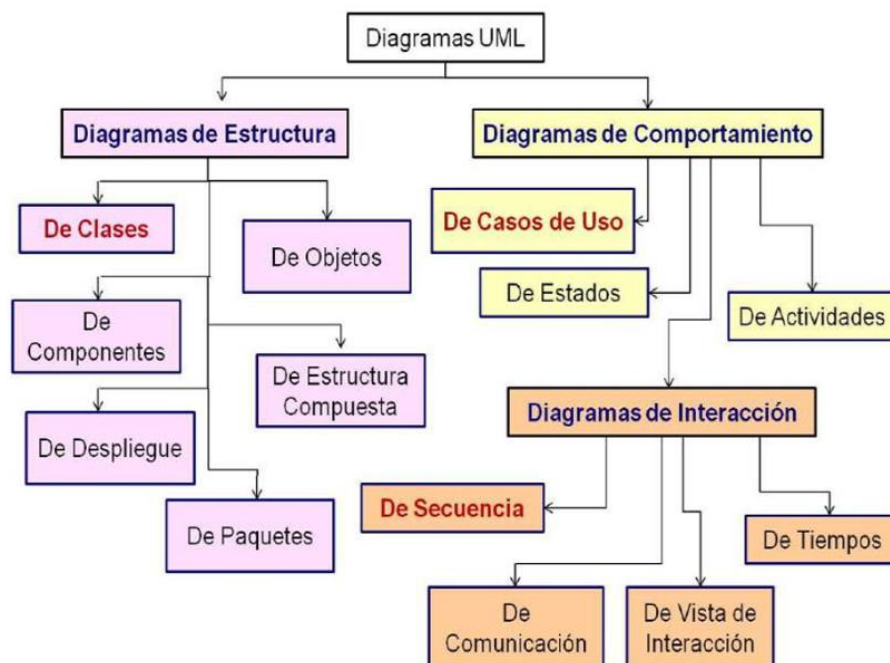 Diagramas UML
Diagramas de Estructura
Diagramas de Comportamiento
De Clases
De Objetos
De Componentes
De Estructura
Compuesta
De Despliegue
De Paquetes
De Casos de Uso
De Estados
De Actividades
Diagramas de Interacción
De Secuencia
De Tiempos
De
Comunicación
De Vista de
Interacción